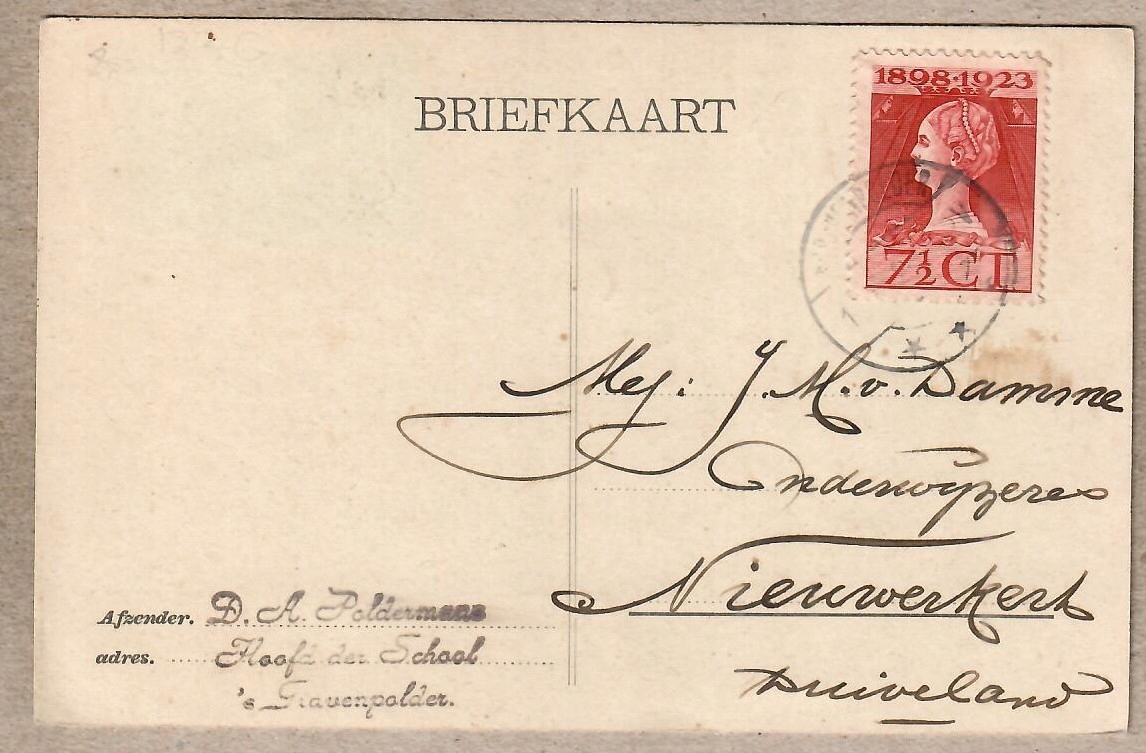 BRIEFKAART
1898·1923
7½ CT
Mej: J. M. v. Damme
Onderwijzeres
Nieuwerkerk
Duiveland
Afzender. D. A. Poldermans
adres. Hoofd der School
's Gravenpolder.